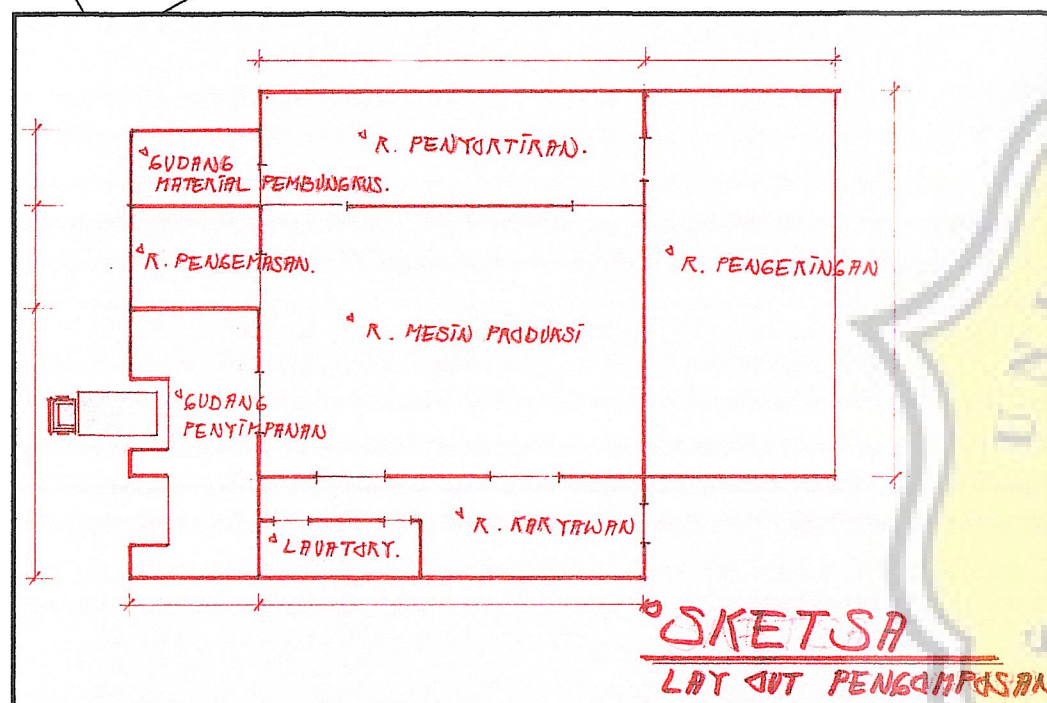 R. PENYORTIRAN.
GUDANG
MATERIAL PEMBUNGKUS.
R. PENGEMASAN.
R. PENGERINGAN
R. MESIN PRODUKSI
GUDANG
PENYIMPANAN
R. KARYAWAN
LAVATORY.
SKETSA
LAY OUT PENGOMPOSAN
U N